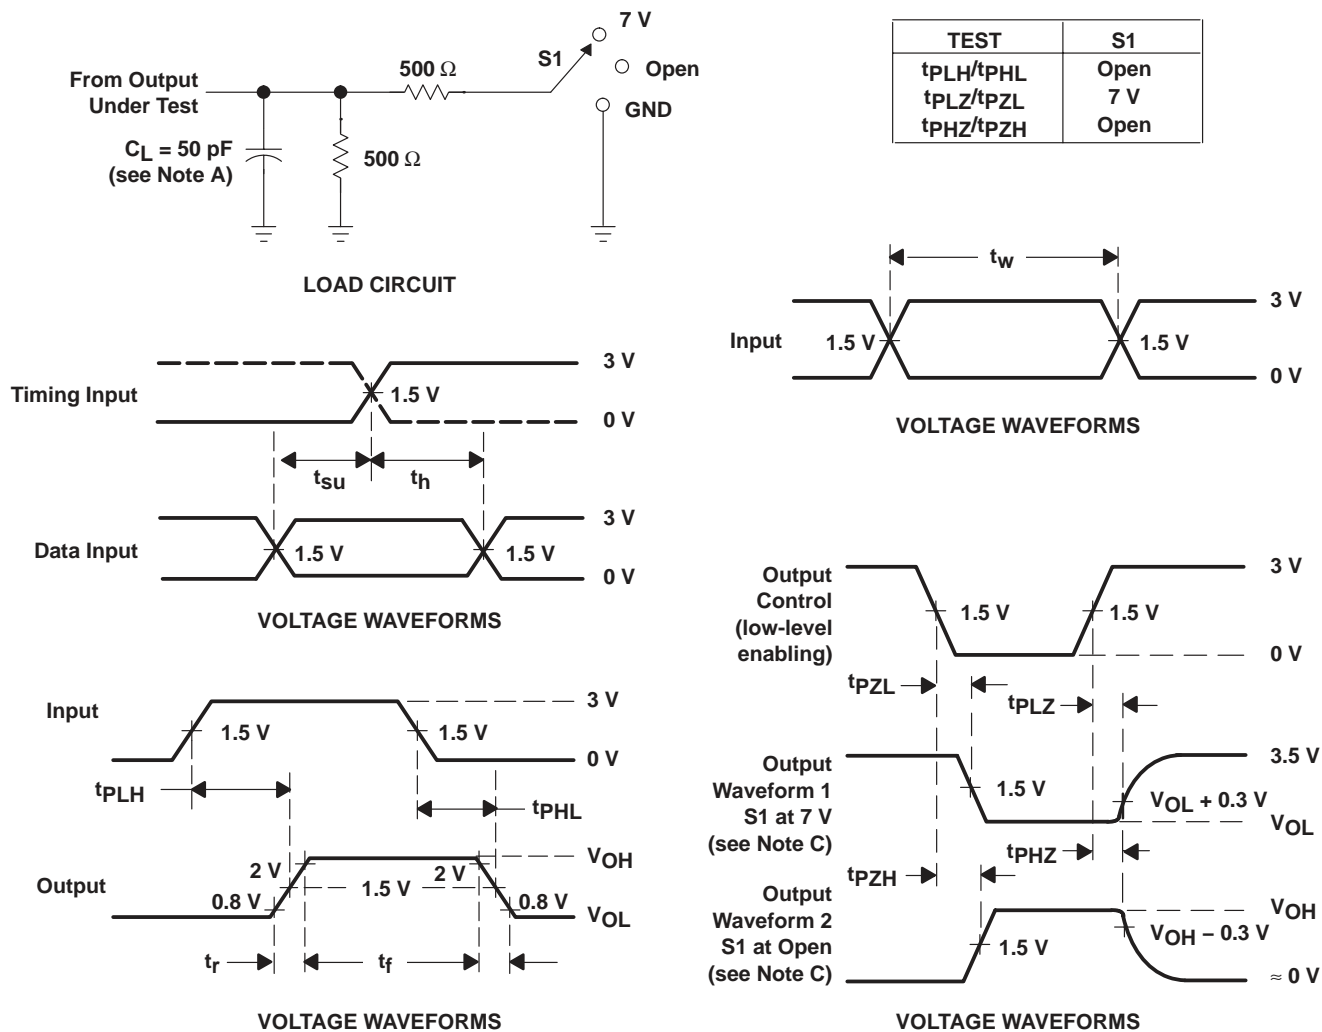 7 V
S1
Open
GND
500 Ω
From Output
Under Test
CL = 50 pF
(see Note A)
500 Ω
LOAD CIRCUIT
TEST S1
tPLH/tPHL Open
tPLZ/tPZL 7 V
tPHZ/tPZH Open
tw
3 V
Input 1.5 V 1.5 V
0 V
VOLTAGE WAVEFORMS
3 V
Timing Input 1.5 V
0 V
tsu th
3 V
Data Input 1.5 V 1.5 V
0 V
VOLTAGE WAVEFORMS
3 V
Input 1.5 V 1.5 V
0 V
tPLH
tPHL
VOH
2 V 2 V
Output 1.5 V
0.8 V 0.8 V
VOL
tr tf
VOLTAGE WAVEFORMS
Output
Control
(low-level
enabling)
3 V
1.5 V 1.5 V
0 V
tPZL
tPLZ
Output
Waveform 1
S1 at 7 V
(see Note C)
3.5 V
1.5 V
VOL + 0.3 V
VOL
tPHZ
tPZH
Output
Waveform 2
S1 at Open
(see Note C)
VOH
1.5 V
VOH – 0.3 V
≈ 0 V
VOLTAGE WAVEFORMS